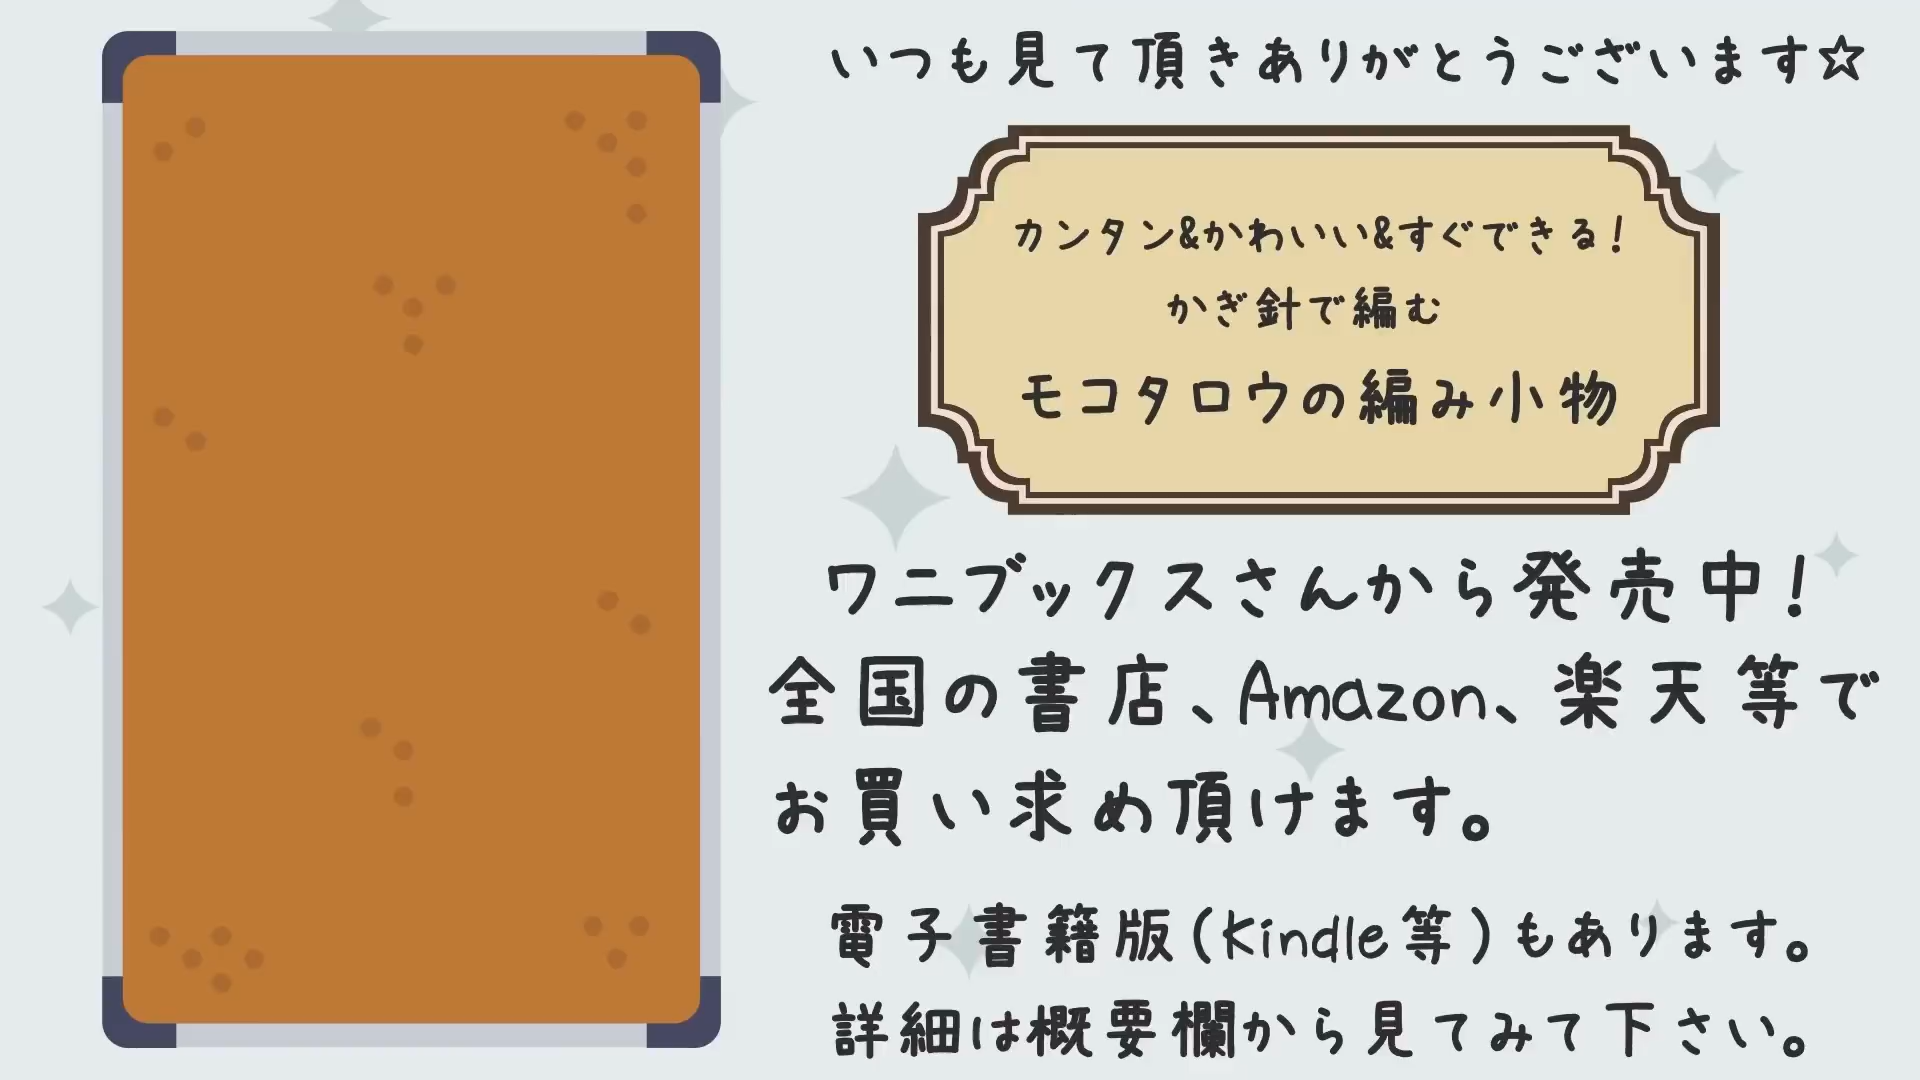 いつも見て頂きありがとうございます☆
カンタン&かわいい&すぐできる!
かぎ針で編む
モコタロウの編み小物
ワニブックスさんから発売中!
全国の書店、Amazon、楽天等で
お買い求め頂けます。
電子書籍版(Kindle等)もあります。
詳細は概要欄から見てみて下さい。